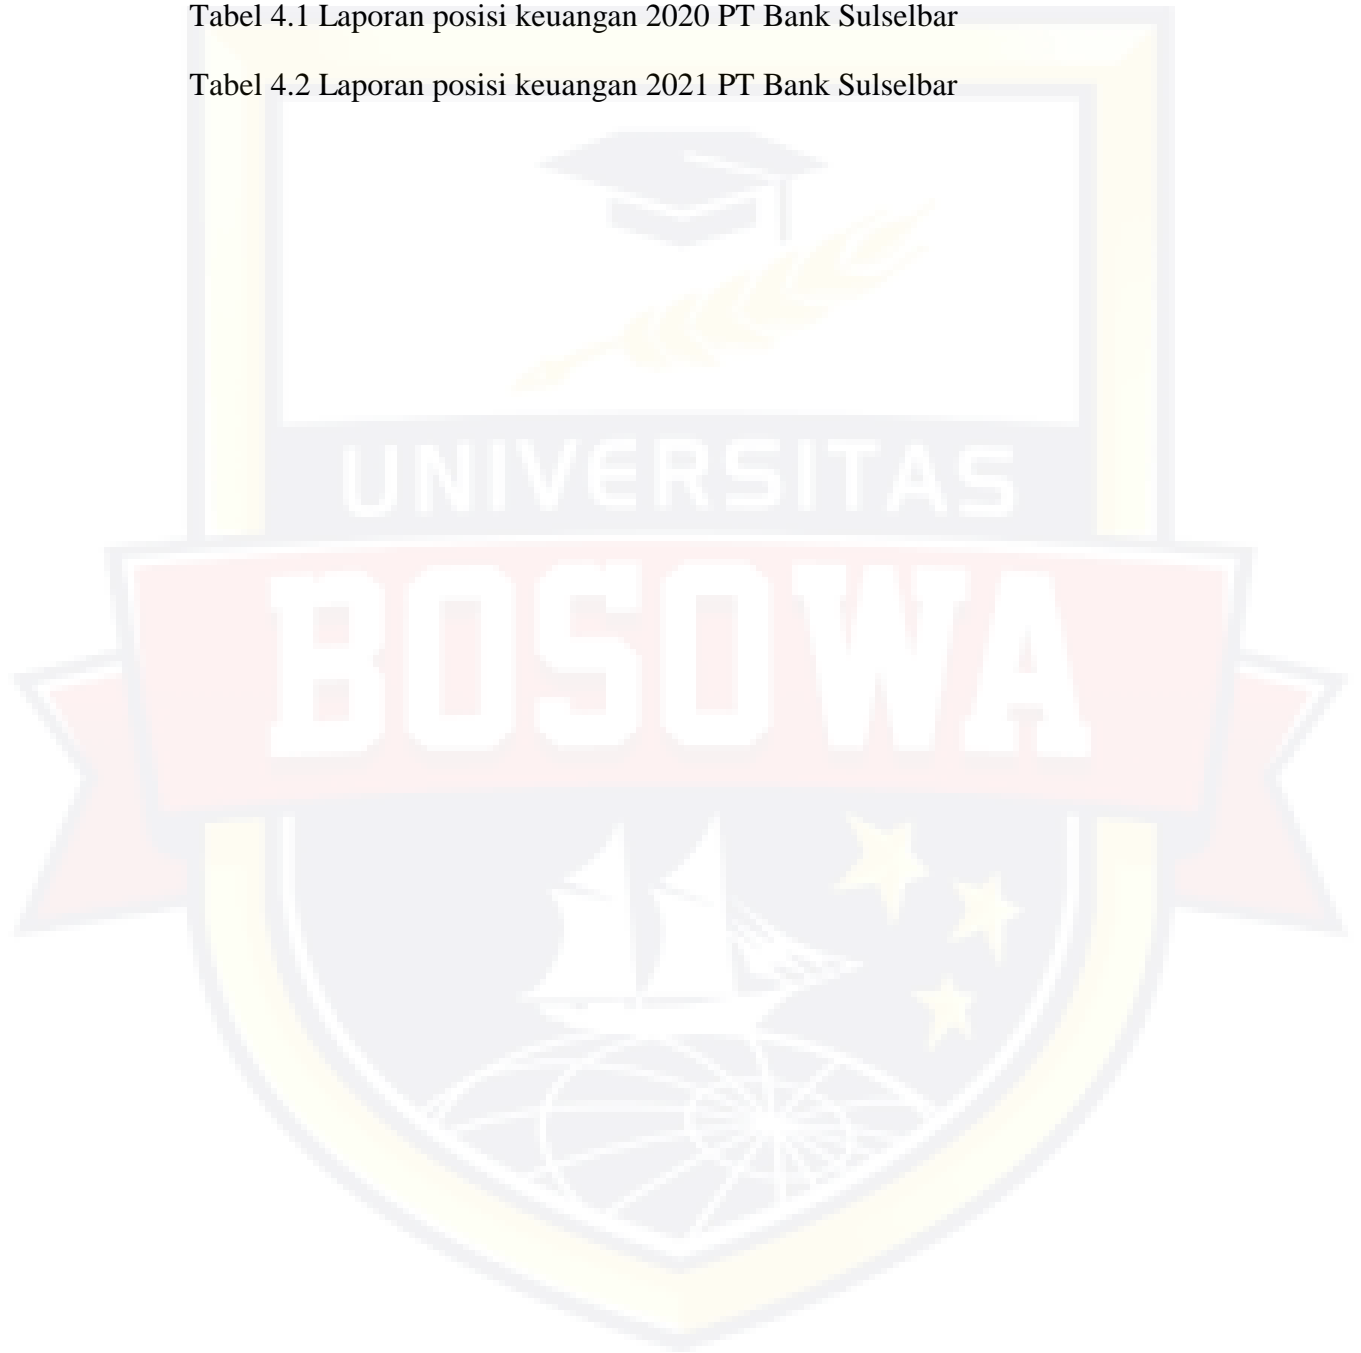 Tabel 4.1 Laporan posisi keuangan 2020 PT Bank Sulselbar
Tabel 4.2 Laporan posisi keuangan 2021 PT Bank Sulselbar
UNIVERSITAS
BOSOWA